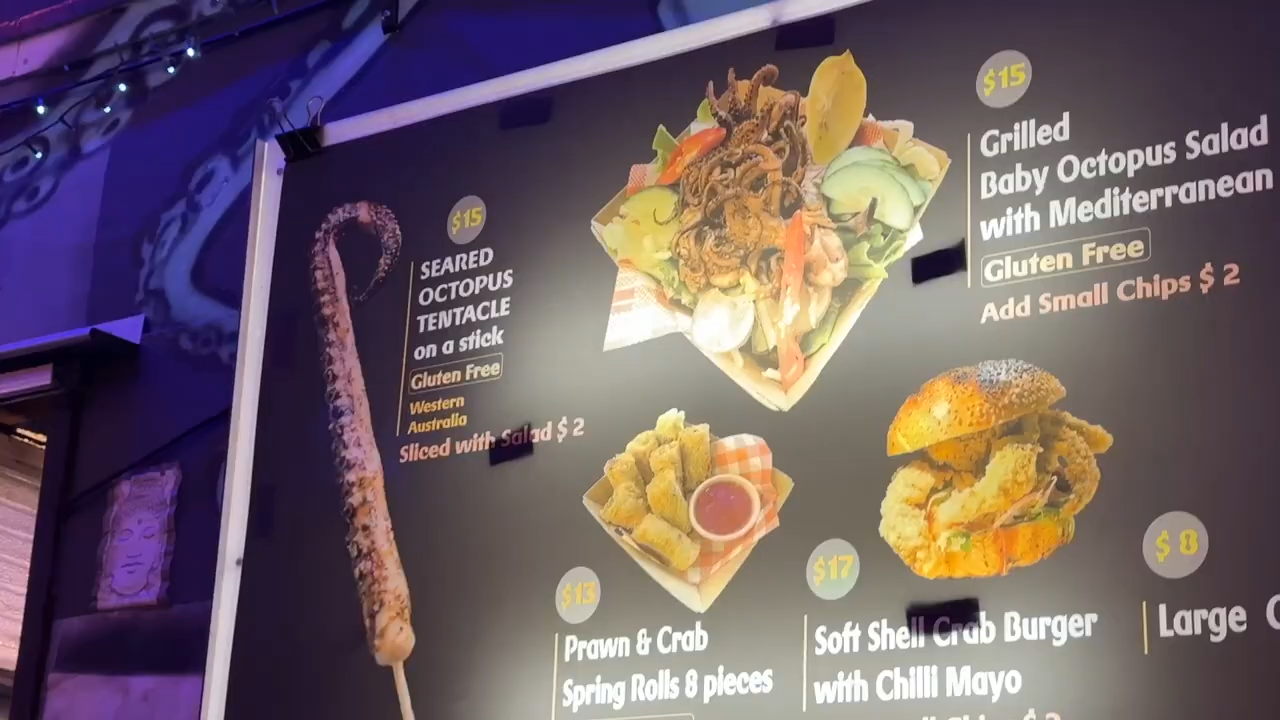 $15
SEARED
OCTOPUS
TENTACLE
on a stick
Gluten Free
Western
Australia
Sliced with Salad $2
$15
Grilled
Baby Octopus Salad
with Mediterranean
Gluten Free
Add Small Chips $2
$13
Prawn & Crab
Spring Rolls 8 pieces
$17
Soft Shell Crab Burger
with Chilli Mayo
$8
Large